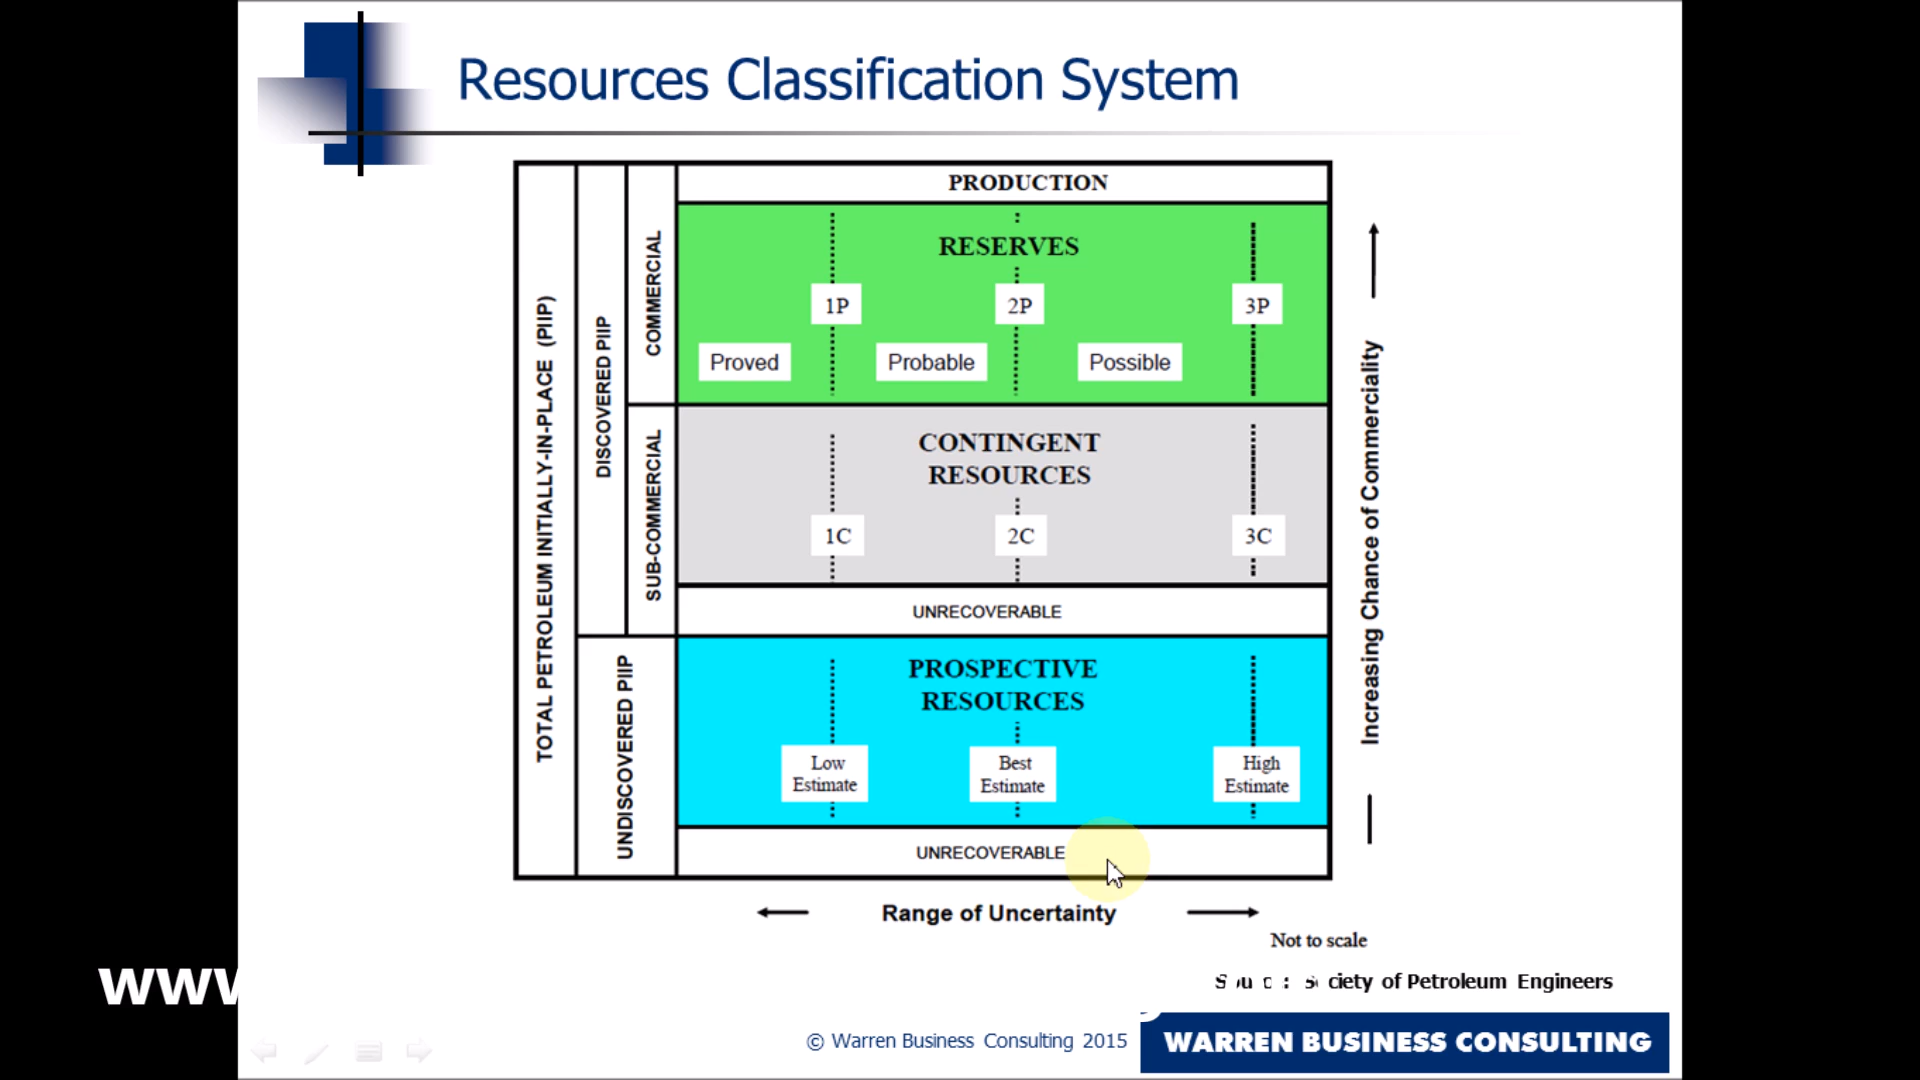 Resources Classification System
PRODUCTION
RESERVES
1P
2P
3P
Proved
Probable
Possible
CONTINGENT
RESOURCES
1C
2C
3C
UNRECOVERABLE
PROSPECTIVE
RESOURCES
Low
Estimate
Best
Estimate
High
Estimate
UNRECOVERABLE
TOTAL PETROLEUM INITIALLY-IN-PLACE (PIIP)
DISCOVERED PIIP
UNDISCOVERED PIIP
COMMERCIAL
SUB-COMMERCIAL
Increasing Chance of Commerciality
Range of Uncertainty
Not to scale
of Petroleum Engineers
www
© Warren Business Consulting 2015
WARREN BUSINESS CONSULTING